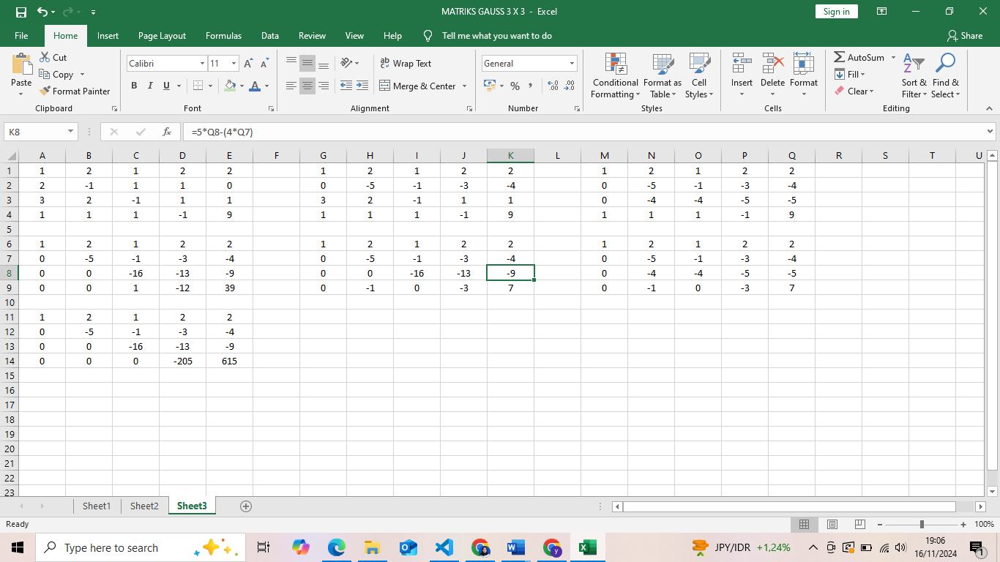 MATRIKS GAUSS 3 X 3 - Excel
Sign in
File Home Insert Page Layout Formulas Data Review View Help Tell me what you want to do Share
Paste
Cut
Copy
Format Painter
Clipboard
Calibri 11 A A
B I U A
Font
ab Wrap Text
Merge & Center
Alignment
General
% ,
Number
Conditional Formatting
Format as Table
Cell Styles
Styles
Insert Delete Format
Cells
AutoSum
Fill
Clear
Sort & Filter
Find & Select
Editing
K8 fx =5*Q8-(4*Q7)
A B C D E F G H I J K L M N O P Q R S T U
1 1 2 1 2 2 1 2 1 2 2 1 2 1 2 2
2 2 -1 1 1 0 0 -5 -1 -3 -4 0 -5 -1 -3 -4
3 3 2 -1 1 1 3 2 -1 1 1 0 -4 -4 -5 -5
4 1 1 1 -1 9 1 1 1 -1 9 1 1 1 -1 9
5
6 1 2 1 2 2 1 2 1 2 2 1 2 1 2 2
7 0 -5 -1 -3 -4 0 -5 -1 -3 -4 0 -5 -1 -3 -4
8 0 0 -16 -13 -9 0 0 -16 -13 -9 0 -4 -4 -5 -5
9 0 0 1 -12 39 0 -1 0 -3 7 0 -1 0 -3 7
10
11 1 2 1 2 2
12 0 -5 -1 -3 -4
13 0 0 -16 -13 -9
14 0 0 0 -205 615
15
16
17
18
19
20
21
22
23
Sheet1 Sheet2 Sheet3
Ready 100%
Type here to search
JPY/IDR +1,24%
19:06
16/11/2024
1